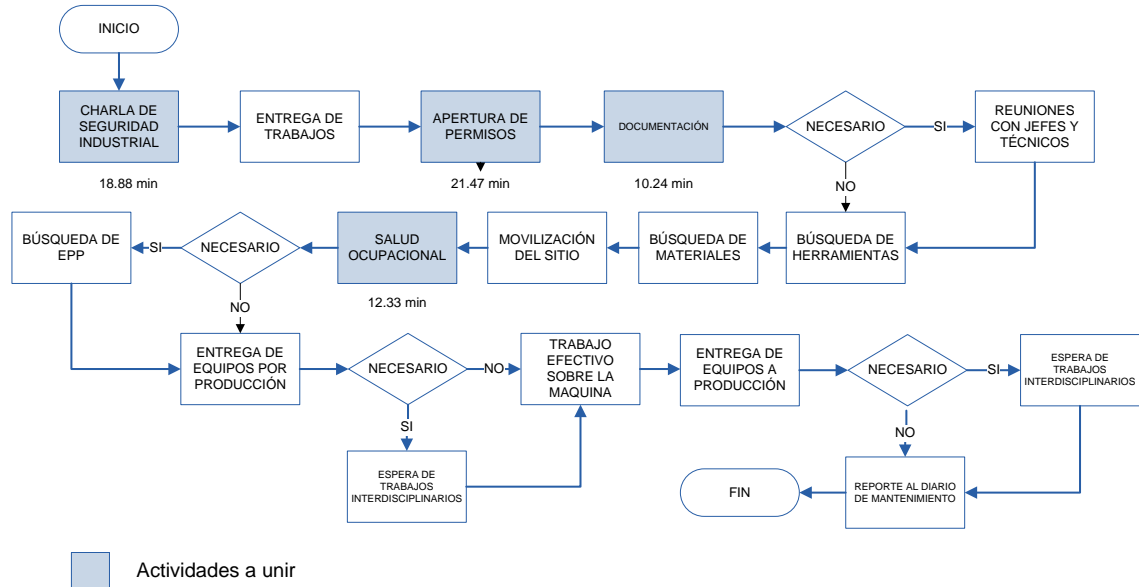 INICIO
CHARLA DE
SEGURIDAD
INDUSTRIAL
18.88 min
ENTREGA DE
TRABAJOS
APERTURA DE
PERMISOS
21.47 min
DOCUMENTACIÓN
10.24 min
NECESARIO
SI
NO
REUNIONES
CON JEFES Y
TÉCNICOS
BÚSQUEDA DE
HERRAMIENTAS
BÚSQUEDA DE
MATERIALES
MOVILIZACIÓN
DEL SITIO
SALUD
OCUPACIONAL
12.33 min
NECESARIO
SI
NO
BÚSQUEDA DE
EPP
ENTREGA DE
EQUIPOS POR
PRODUCCIÓN
NECESARIO
NO
SI
ESPERA DE
TRABAJOS
INTERDISCIPLINARIOS
TRABAJO
EFECTIVO
SOBRE LA
MAQUINA
ENTREGA DE
EQUIPOS A
PRODUCCIÓN
NECESARIO
SI
NO
ESPERA DE
TRABAJOS
INTERDISCIPLINARIOS
REPORTE AL DIARIO
DE MANTENIMIENTO
FIN
Actividades a unir